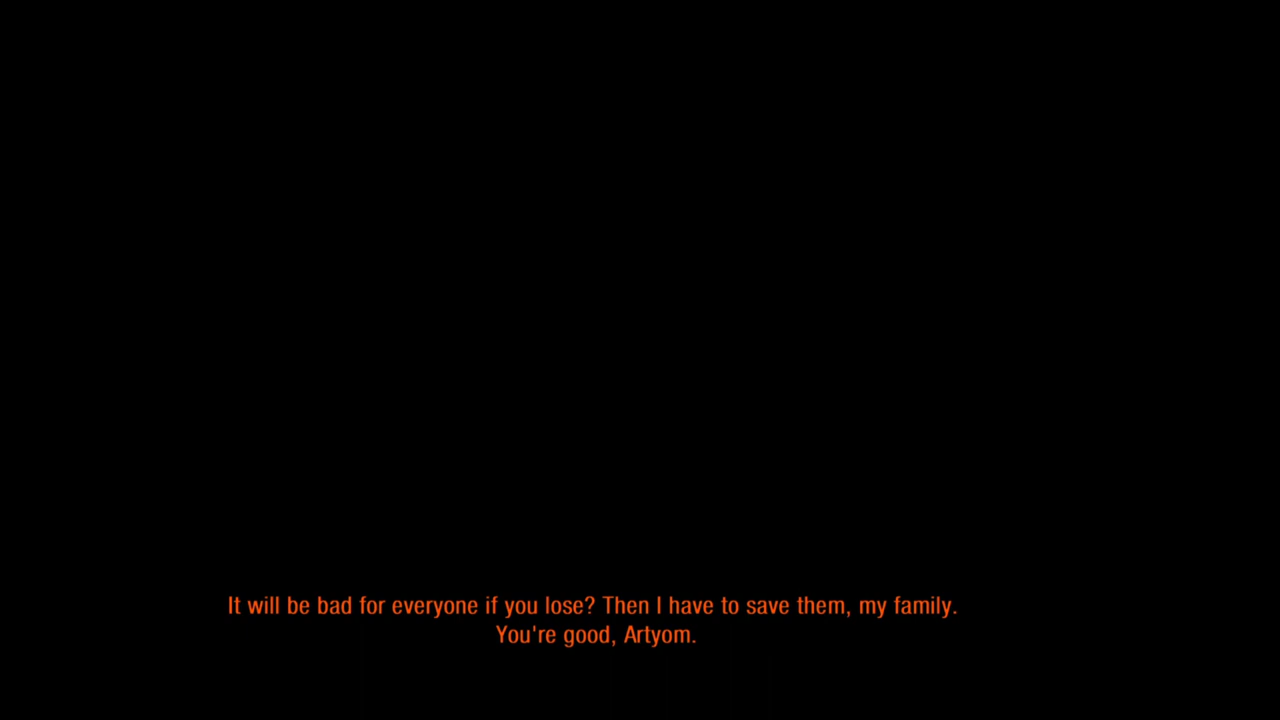 It will be bad for everyone if you lose? Then I have to save them, my family.
You're good, Artyom.